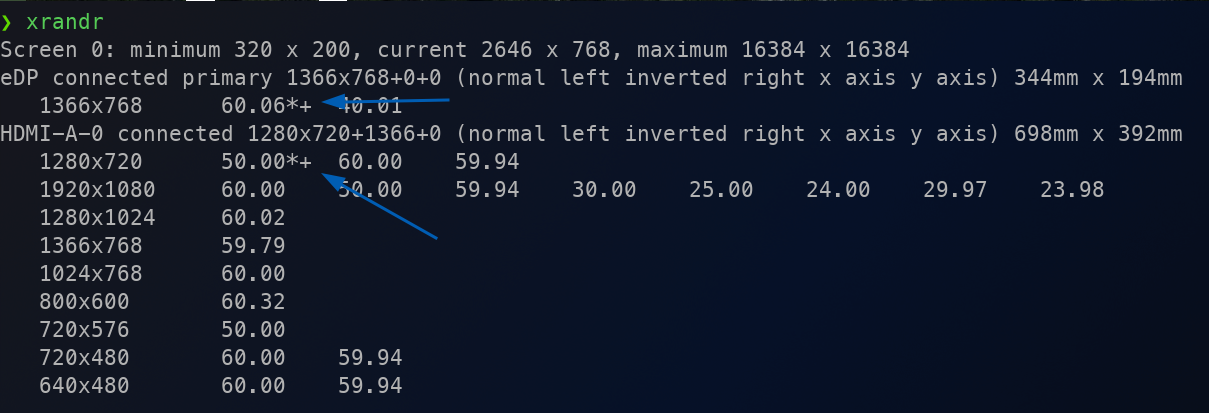 ❯ xrandr
Screen 0: minimum 320 x 200, current 2646 x 768, maximum 16384 x 16384
eDP connected primary 1366x768+0+0 (normal left inverted right x axis y axis) 344mm x 194mm
   1366x768      60.06*+  40.01
HDMI-A-0 connected 1280x720+1366+0 (normal left inverted right x axis y axis) 698mm x 392mm
   1280x720      50.00*+  60.00    59.94
   1920x1080     60.00    50.00    59.94    30.00    25.00    24.00    29.97    23.98
   1280x1024     60.02
   1366x768      59.79
   1024x768      60.00
   800x600       60.32
   720x576       50.00
   720x480       60.00    59.94
   640x480       60.00    59.94